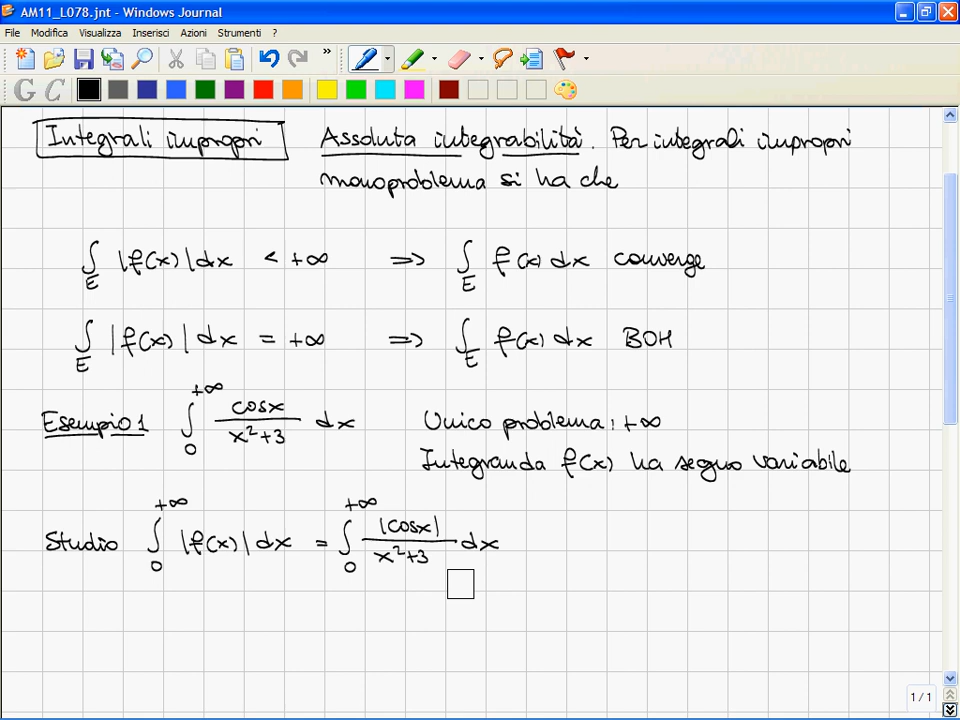 AM11_L078.jnt - Windows Journal
File Modifica Visualizza Inserisci Azioni Strumenti ?
G C
Integrali impropri Assoluta integrabilità. Per integrali impropri
monoproblema si ha che
∫_E |f(x)| dx < +∞ ⇒ ∫_E f(x) dx converge
∫_E |f(x)| dx = +∞ ⇒ ∫_E f(x) dx BOH
Esempio 1 ∫_0^{+∞} cosx/(x²+3) dx Unico problema: +∞
Integranda f(x) ha segno variabile
Studio ∫_0^{+∞} |f(x)| dx = ∫_0^{+∞} |cosx|/(x²+3) dx
1 / 1